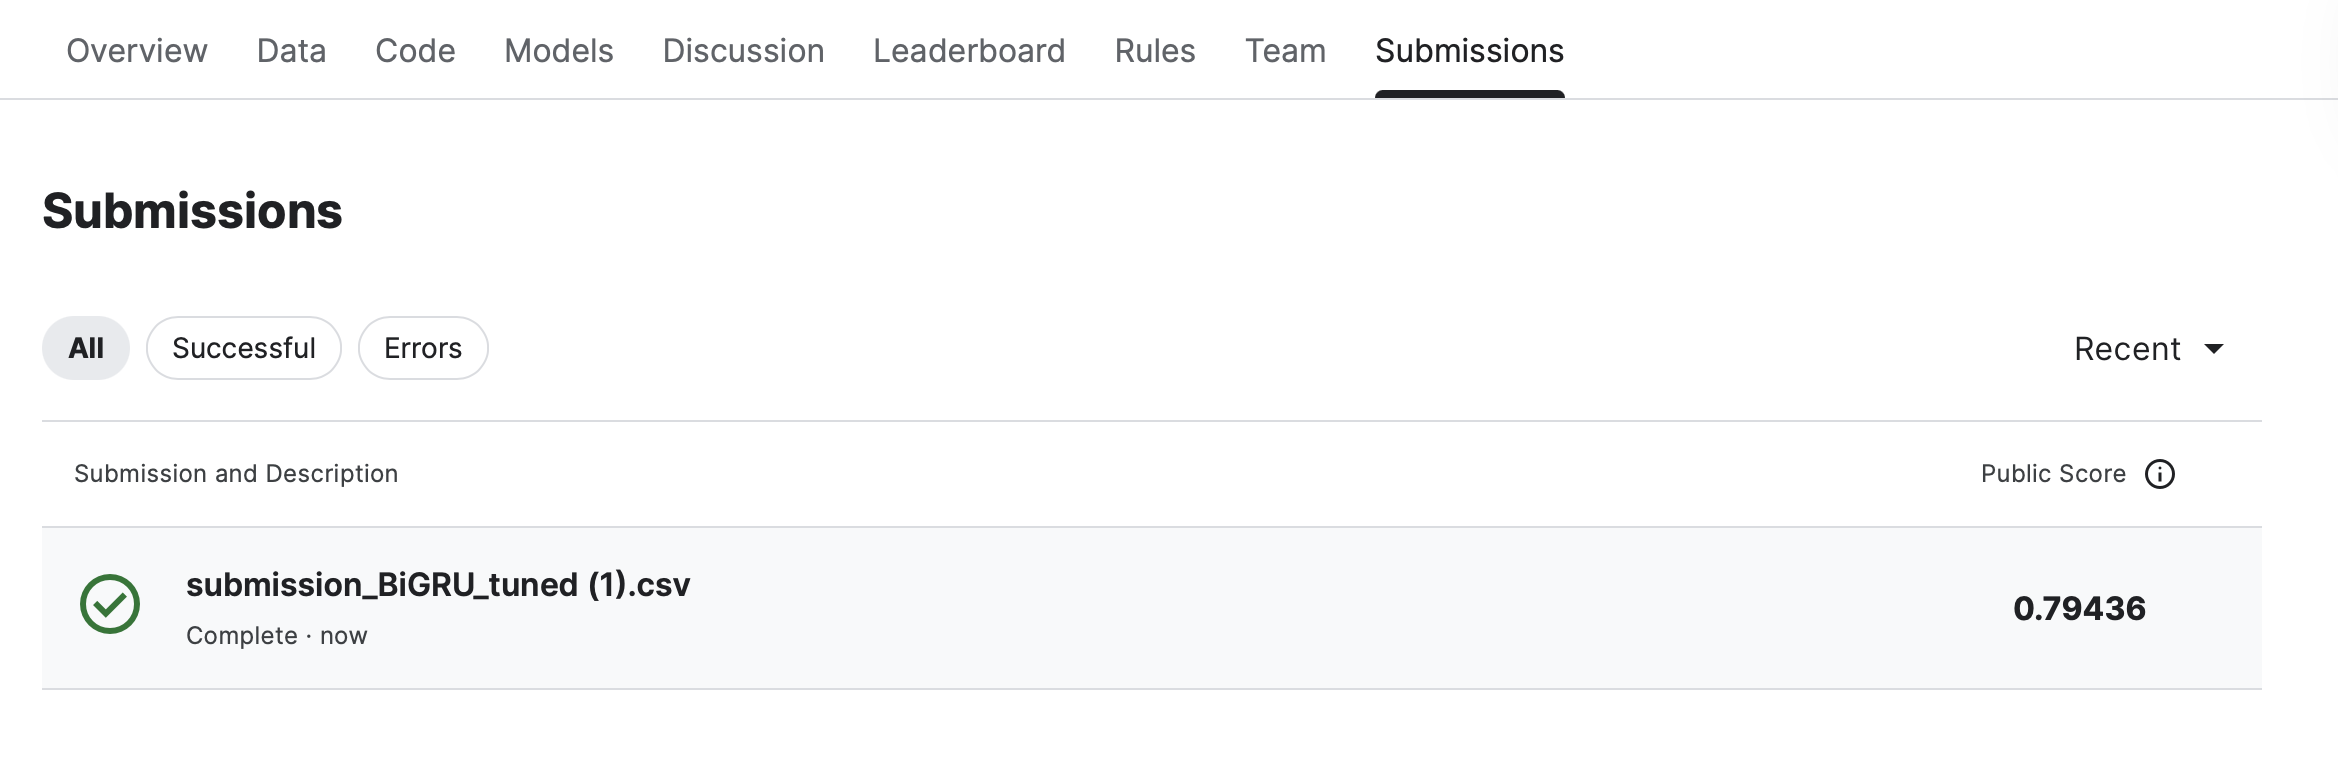 Overview Data Code Models Discussion Leaderboard Rules Team Submissions
Submissions
All Successful Errors Recent
Submission and Description Public Score
submission_BiGRU_tuned (1).csv
Complete · now
0.79436